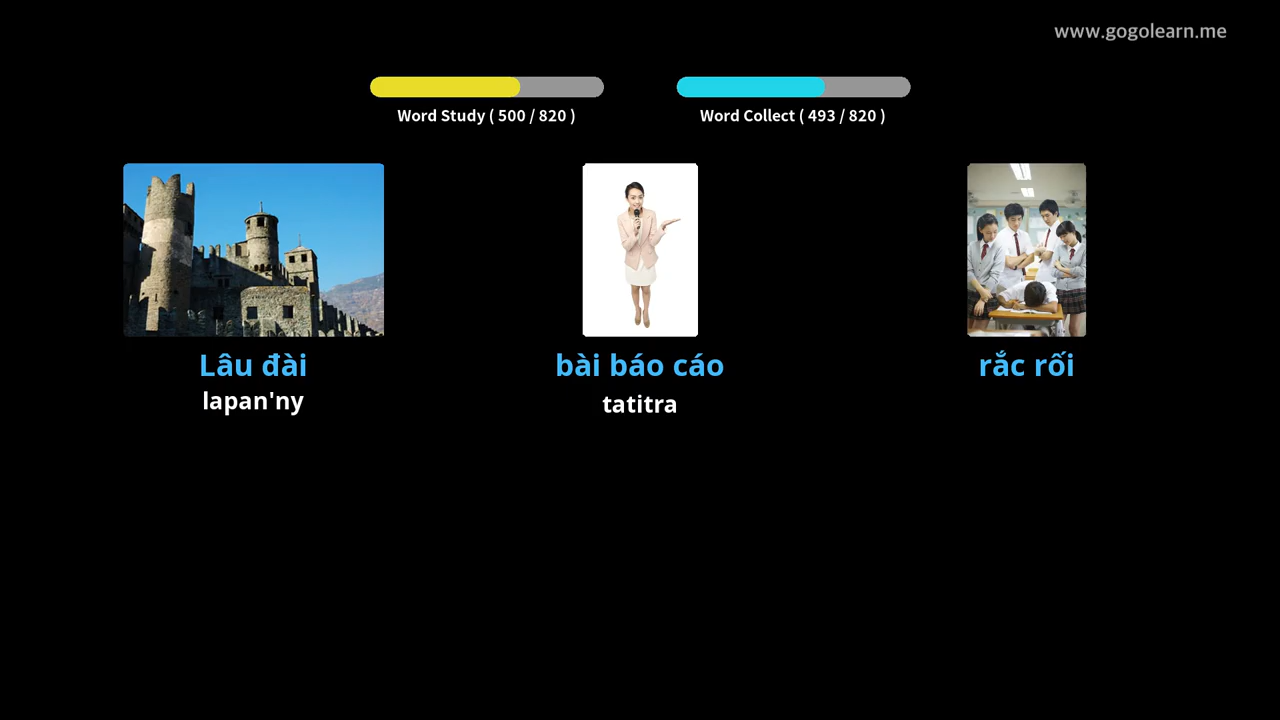 www.gogolearn.me
Word Study ( 500 / 820 )
Word Collect ( 493 / 820 )
Lâu đài
lapan'ny
bài báo cáo
tatitra
rắc rối